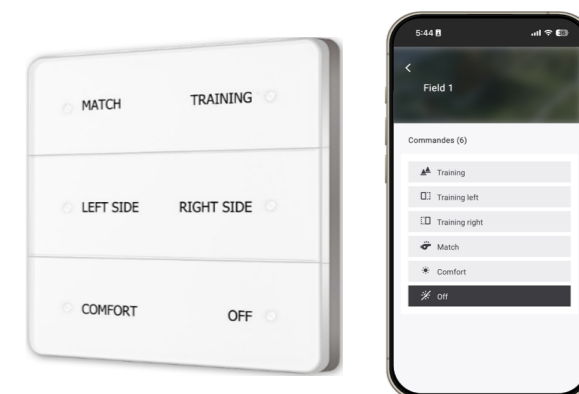 MATCH
TRAINING
LEFT SIDE
RIGHT SIDE
COMFORT
OFF
5:44
Field 1
Commandes (6)
Training
Training left
Training right
Match
Comfort
Off